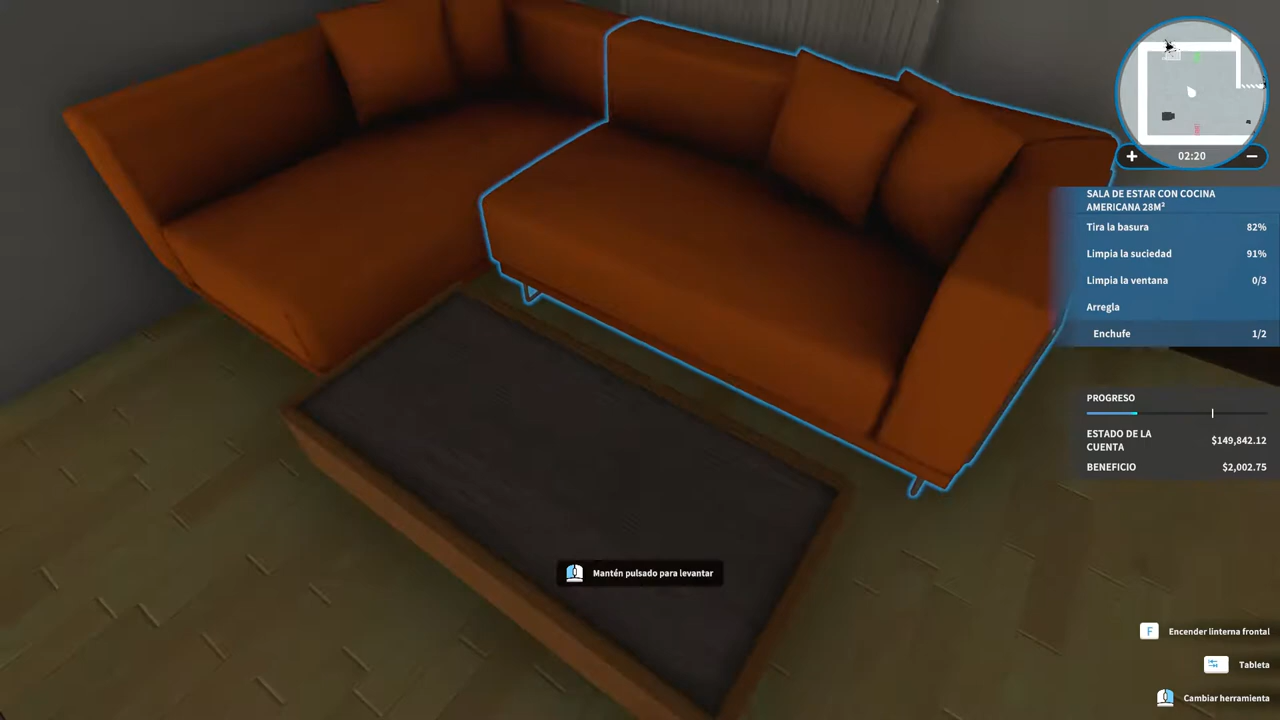 + 02:20 −
SALA DE ESTAR CON COCINA
AMERICANA 28M²
Tira la basura 82%
Limpia la suciedad 91%
Limpia la ventana 0/3
Arregla
Enchufe 1/2
PROGRESO
ESTADO DE LA
CUENTA $149,842.12
BENEFICIO $2,002.75
Mantén pulsado para levantar
F Encender linterna frontal
Tableta
Cambiar herramienta